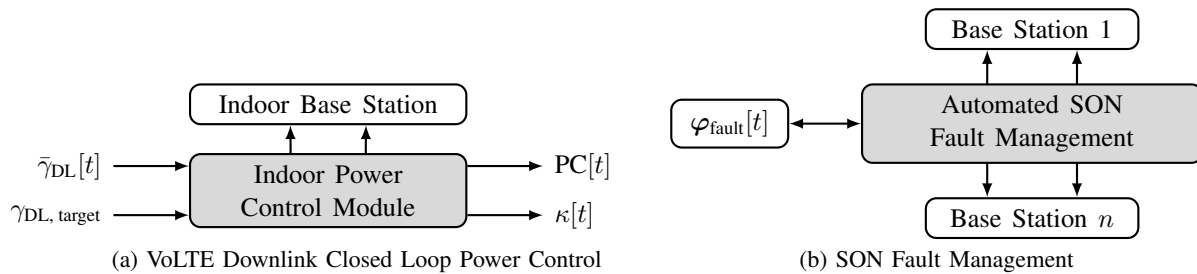 Indoor Base Station
γ̄DL[t]
γDL, target
Indoor Power
Control Module
PC[t]
κ[t]
(a) VoLTE Downlink Closed Loop Power Control
Base Station 1
φfault[t]
Automated SON
Fault Management
Base Station n
(b) SON Fault Management